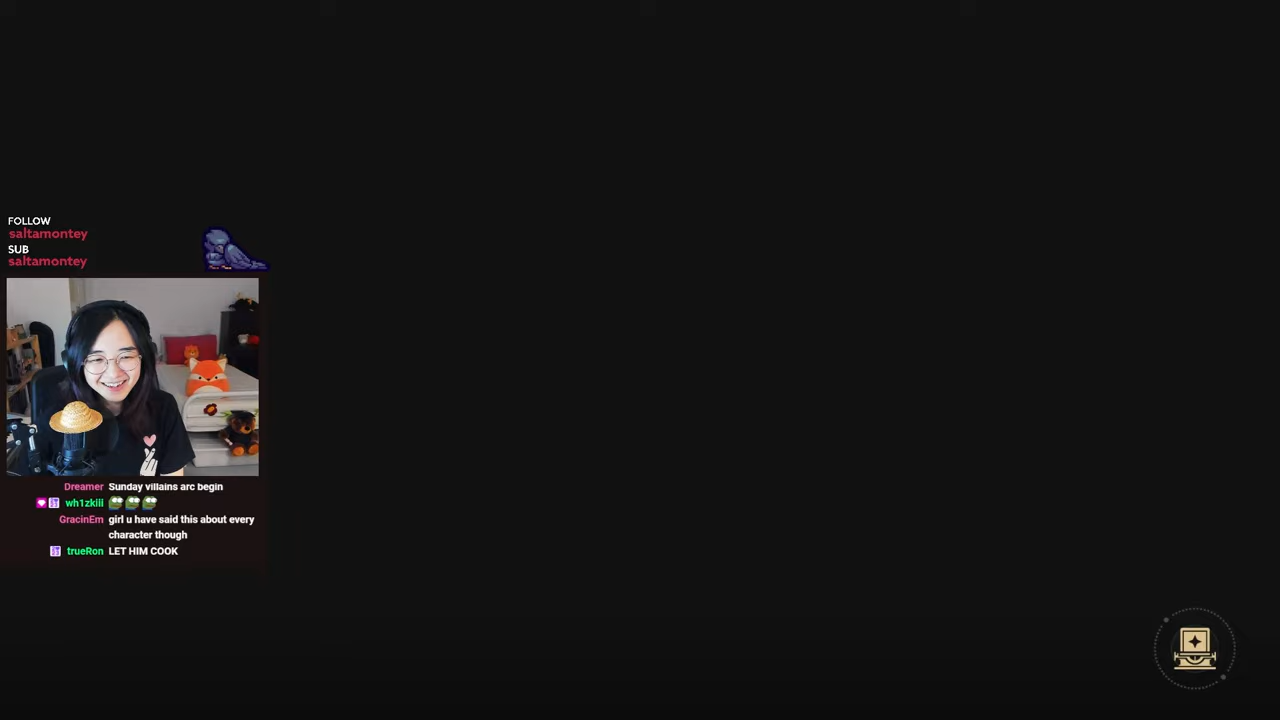 FOLLOW
saltamontey
SUB
saltamontey
Dreamer Sunday villains arc begin
wh1zkiii
GracinEm girl u have said this about every
character though
trueRon LET HIM COOK